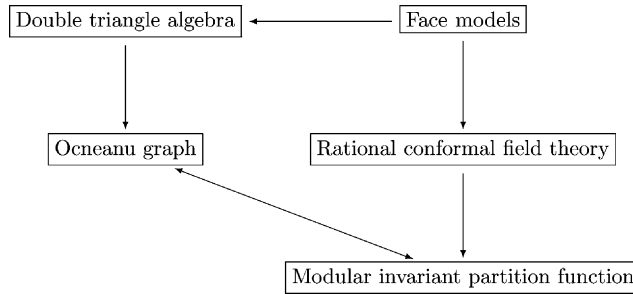 Double triangle algebra
Face models
Ocneanu graph
Rational conformal field theory
Modular invariant partition function